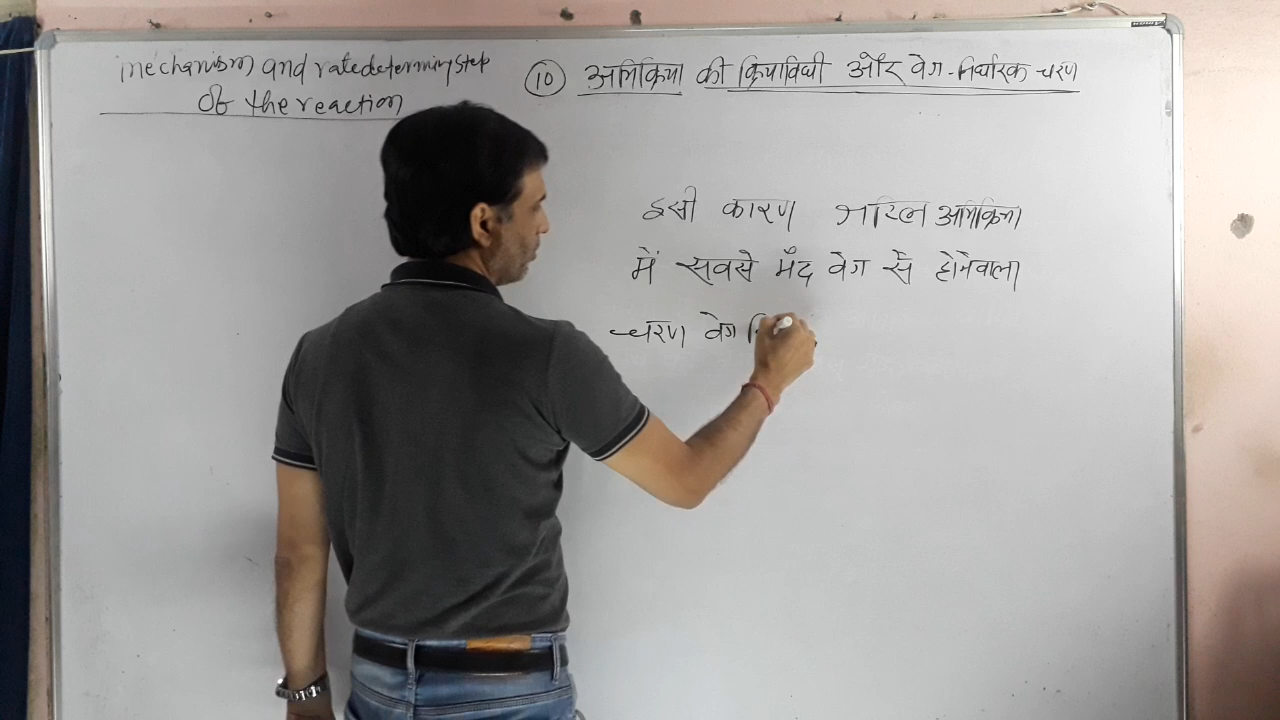 mechanism and rate determining step
of the reaction
10 अभिक्रिया की क्रियाविधी और वेग-निर्धारक चरण
इसी कारण जटिल अभिक्रिया
में सबसे मँद वेग से होनेवाला
चरण वेग